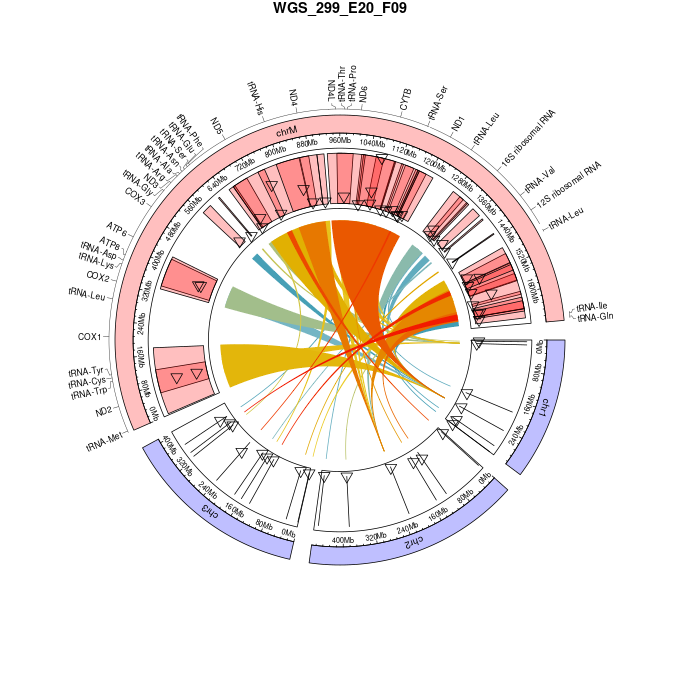 WGS_299_E20_F09
tRNA-Met
ND2
tRNA-Trp
tRNA-Cys
tRNA-Tyr
COX1
tRNA-Leu
COX2
tRNA-Lys
tRNA-Asp
ATP8
ATP6
COX3
tRNA-Gly
ND3
tRNA-Arg
tRNA-Ala
tRNA-Asn
tRNA-Ser
tRNA-Glu
tRNA-Phe
ND5
tRNA-His
ND4
ND4L
tRNA-Thr
tRNA-Pro
ND6
CYTB
tRNA-Ser
ND1
tRNA-Leu
16S ribosomal RNA
tRNA-Val
12S ribosomal RNA
tRNA-Leu
tRNA-Ile
tRNA-Gln
chrM
0Mb
80Mb
160Mb
240Mb
320Mb
400Mb
480Mb
560Mb
640Mb
720Mb
800Mb
880Mb
960Mb
1040Mb
1120Mb
1200Mb
1280Mb
1360Mb
1440Mb
1520Mb
1600Mb
chr1
0Mb
80Mb
160Mb
240Mb
chr2
0Mb
80Mb
160Mb
240Mb
320Mb
400Mb
chr3
0Mb
80Mb
160Mb
240Mb
320Mb
400Mb